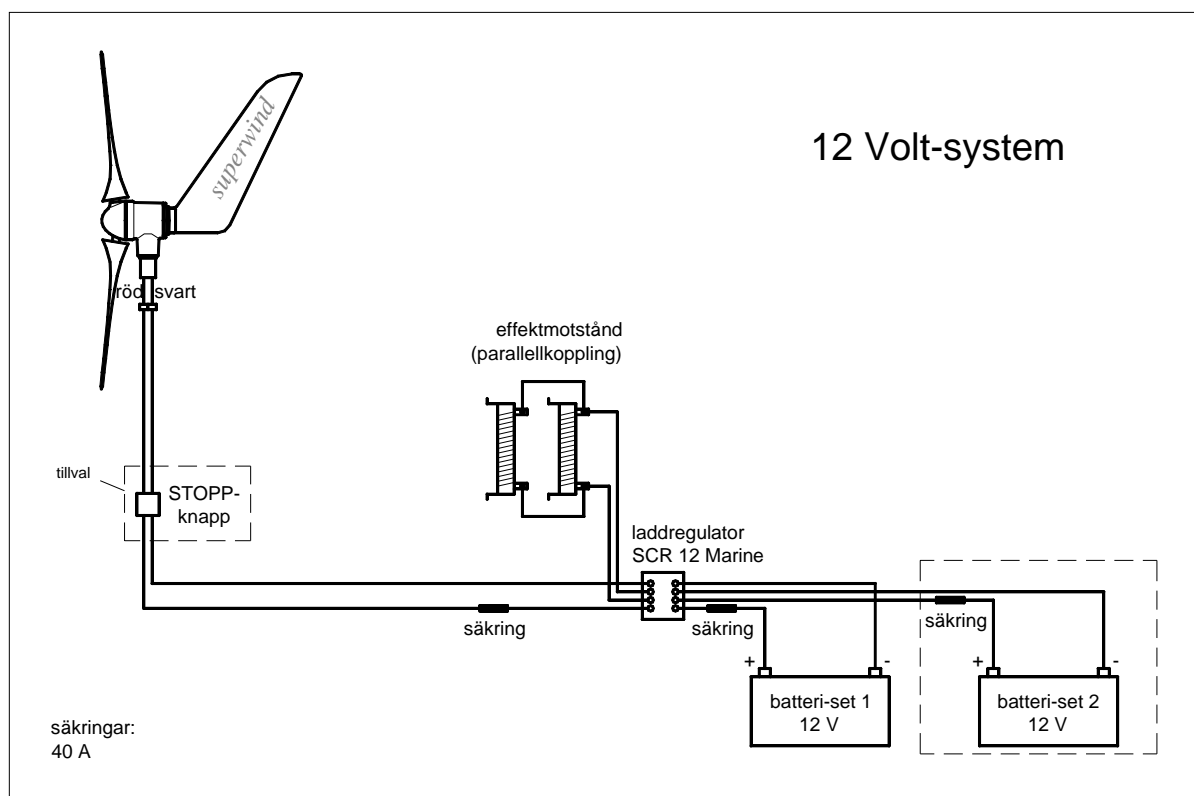 superwind
12 Volt-system
röd svart
effektmotstånd
(parallellkoppling)
tillval
STOPP-
knapp
laddregulator
SCR 12 Marine
säkring
säkring
säkring
+ -
+ -
batteri-set 1
12 V
batteri-set 2
12 V
säkringar:
40 A